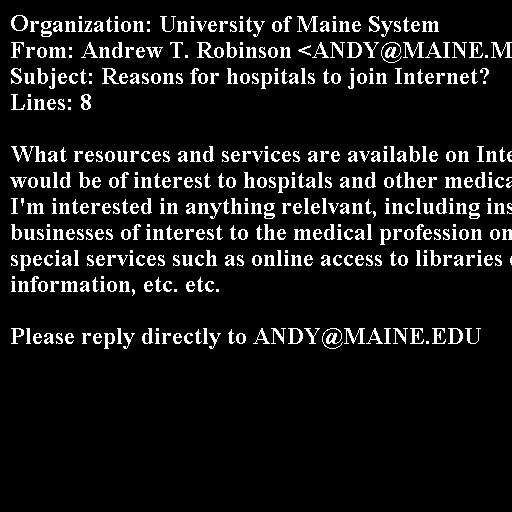 Organization: University of Maine System
From: Andrew T. Robinson <ANDY@MAINE.M
Subject: Reasons for hospitals to join Internet?
Lines: 8

What resources and services are available on Inte
would be of interest to hospitals and other medica
I'm interested in anything relelvant, including ins
businesses of interest to the medical profession on
special services such as online access to libraries
information, etc. etc.

Please reply directly to ANDY@MAINE.EDU